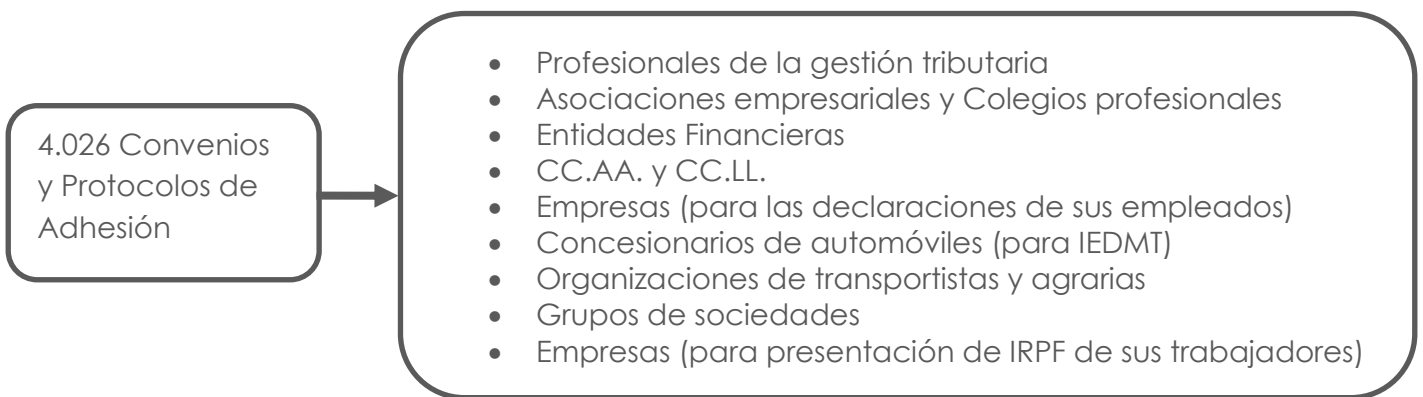 4.026 Convenios
y Protocolos de
Adhesión
• Profesionales de la gestión tributaria
• Asociaciones empresariales y Colegios profesionales
• Entidades Financieras
• CC.AA. y CC.LL.
• Empresas (para las declaraciones de sus empleados)
• Concesionarios de automóviles (para IEDMT)
• Organizaciones de transportistas y agrarias
• Grupos de sociedades
• Empresas (para presentación de IRPF de sus trabajadores)